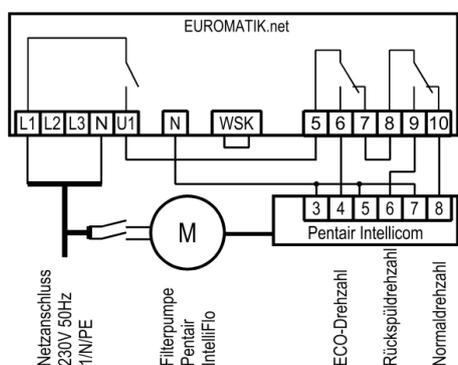 EUROMATIK.net
L1 L2 L3 N U1 N WSK 5 6 7 8 9 10
3 4 5 6 7 8
Pentair Intellicom
M
Netzanschluss
230V 50Hz
1/N/PE
Filterpumpe
Pentair
IntelliFlo
ECO-Drehzahl
Rückspüldrehzahl
Normaldrehzahl